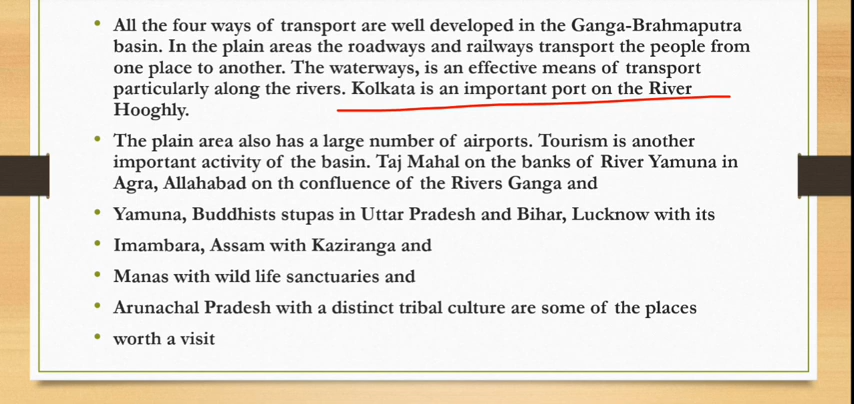 • All the four ways of transport are well developed in the Ganga-Brahmaputra
basin. In the plain areas the roadways and railways transport the people from
one place to another. The waterways, is an effective means of transport
particularly along the rivers. Kolkata is an important port on the River
Hooghly.
• The plain area also has a large number of airports. Tourism is another
important activity of the basin. Taj Mahal on the banks of River Yamuna in
Agra, Allahabad on th confluence of the Rivers Ganga and
• Yamuna, Buddhists stupas in Uttar Pradesh and Bihar, Lucknow with its
• Imambara, Assam with Kaziranga and
• Manas with wild life sanctuaries and
• Arunachal Pradesh with a distinct tribal culture are some of the places
• worth a visit